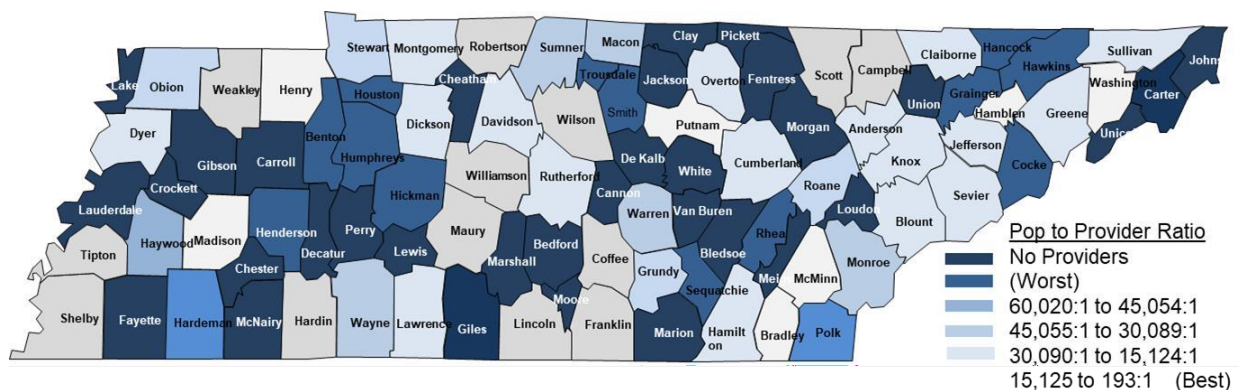 Stewart Montgomery Robertson Sumner Macon Clay Pickett Claiborne Hancock Sullivan Johns
Lake Obion Weakley Henry Houston Cheatham Trousdale Jackson Overton Fentress Scott Campbell Union Grainger Hawkins Hamblen Washington Carter
Dyer Gibson Carroll Benton Humphreys Dickson Davidson Wilson Smith Putnam Morgan Anderson Knox Jefferson Greene Unico
Crockett Lauderdale Haywood Madison Henderson Decatur Perry Hickman Williamson Rutherford Cannon De Kalb White Cumberland Roane Loudon Blount Sevier Cocke
Tipton Chester Lewis Maury Marshall Bedford Coffee Warren Van Buren Bledsoe Rhea Mei McMinn Monroe
Shelby Fayette Hardeman McNairy Hardin Wayne Lawrence Giles Lincoln Moore Franklin Grundy Marion Sequatchie Hamilt
on Bradley Polk
Pop to Provider Ratio
No Providers
(Worst)
60,020:1 to 45,054:1
45,055:1 to 30,089:1
30,090:1 to 15,124:1
15,125 to 193:1 (Best)